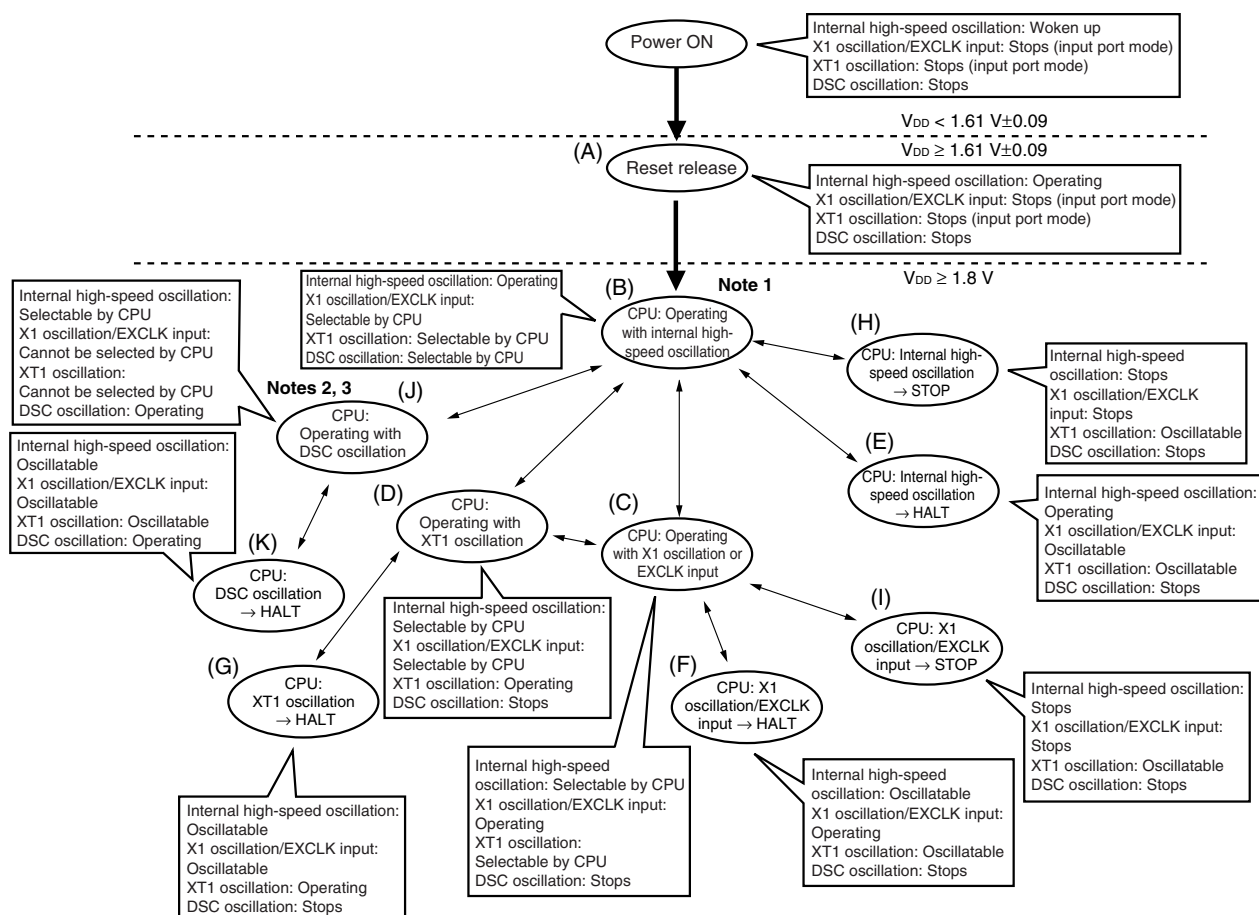 Power ON
Internal high-speed oscillation: Woken up
X1 oscillation/EXCLK input: Stops (input port mode)
XT1 oscillation: Stops (input port mode)
DSC oscillation: Stops
VDD < 1.61 V±0.09
VDD ≥ 1.61 V±0.09
(A)
Reset release
Internal high-speed oscillation: Operating
X1 oscillation/EXCLK input: Stops (input port mode)
XT1 oscillation: Stops (input port mode)
DSC oscillation: Stops
VDD ≥ 1.8 V
Internal high-speed oscillation:
Selectable by CPU
X1 oscillation/EXCLK input:
Cannot be selected by CPU
XT1 oscillation:
Cannot be selected by CPU
DSC oscillation: Operating
Internal high-speed oscillation: Operating
X1 oscillation/EXCLK input:
Selectable by CPU
XT1 oscillation: Selectable by CPU
DSC oscillation: Selectable by CPU
(B)
Note 1
CPU: Operating
with internal high-
speed oscillation
(H)
CPU: Internal high-
speed oscillation
→ STOP
Internal high-speed
oscillation: Stops
X1 oscillation/EXCLK
input: Stops
XT1 oscillation: Oscillatable
DSC oscillation: Stops
Notes 2, 3
(J)
CPU:
Operating with
DSC oscillation
Internal high-speed oscillation:
Oscillatable
X1 oscillation/EXCLK input:
Oscillatable
XT1 oscillation: Oscillatable
DSC oscillation: Operating
(E)
CPU: Internal high-
speed oscillation
→ HALT
Internal high-speed oscillation:
Operating
X1 oscillation/EXCLK input:
Oscillatable
XT1 oscillation: Oscillatable
DSC oscillation: Stops
(D)
CPU:
Operating with
XT1 oscillation
(C)
CPU: Operating
with X1 oscillation or
EXCLK input
(K)
CPU:
DSC oscillation
→ HALT
Internal high-speed oscillation:
Selectable by CPU
X1 oscillation/EXCLK input:
Selectable by CPU
XT1 oscillation: Operating
DSC oscillation: Stops
(I)
CPU: X1
oscillation/EXCLK
input → STOP
(G)
CPU:
XT1 oscillation
→ HALT
(F)
CPU: X1
oscillation/EXCLK
input → HALT
Internal high-speed oscillation:
Stops
X1 oscillation/EXCLK input:
Stops
XT1 oscillation: Oscillatable
DSC oscillation: Stops
Internal high-speed
oscillation: Selectable by CPU
X1 oscillation/EXCLK input:
Operating
XT1 oscillation:
Selectable by CPU
DSC oscillation: Stops
Internal high-speed
oscillation: Oscillatable
X1 oscillation/EXCLK input:
Operating
XT1 oscillation: Oscillatable
DSC oscillation: Stops
Internal high-speed oscillation:
Oscillatable
X1 oscillation/EXCLK input:
Oscillatable
XT1 oscillation: Operating
DSC oscillation: Stops